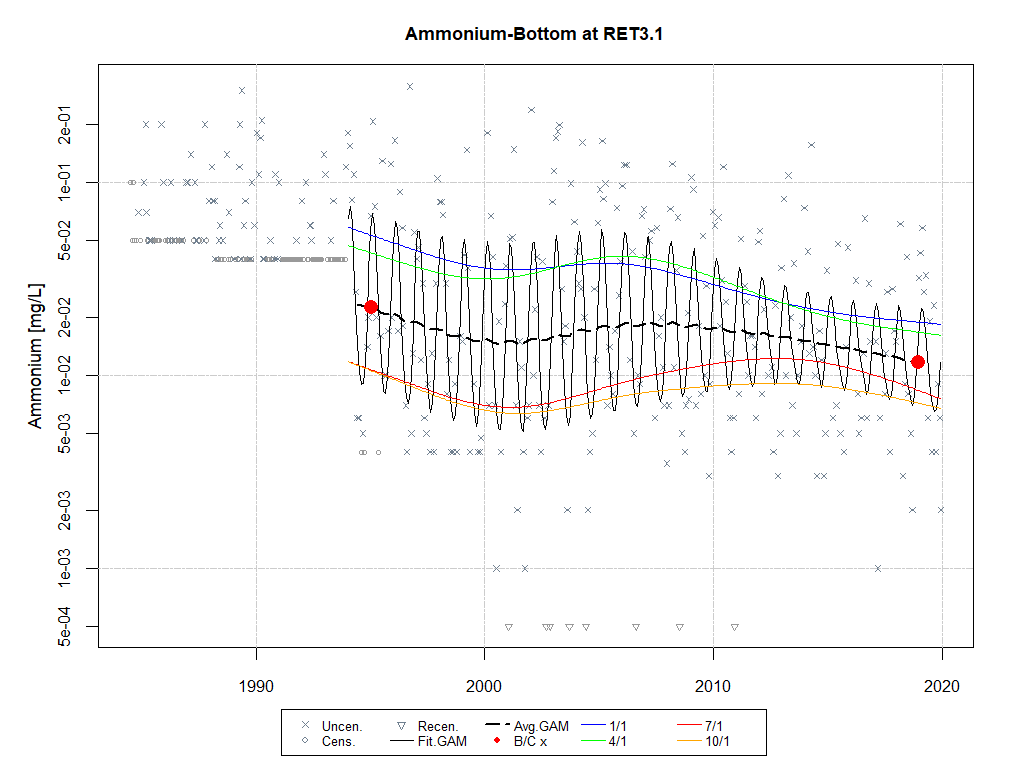 Ammonium-Bottom at RET3.1
Ammonium [mg/L]
2e-01
1e-01
5e-02
2e-02
1e-02
5e-03
2e-03
1e-03
5e-04
1990 2000 2010 2020
Uncen. Recen. Avg.GAM 1/1 7/1
Cens. Fit.GAM B/C x 4/1 10/1